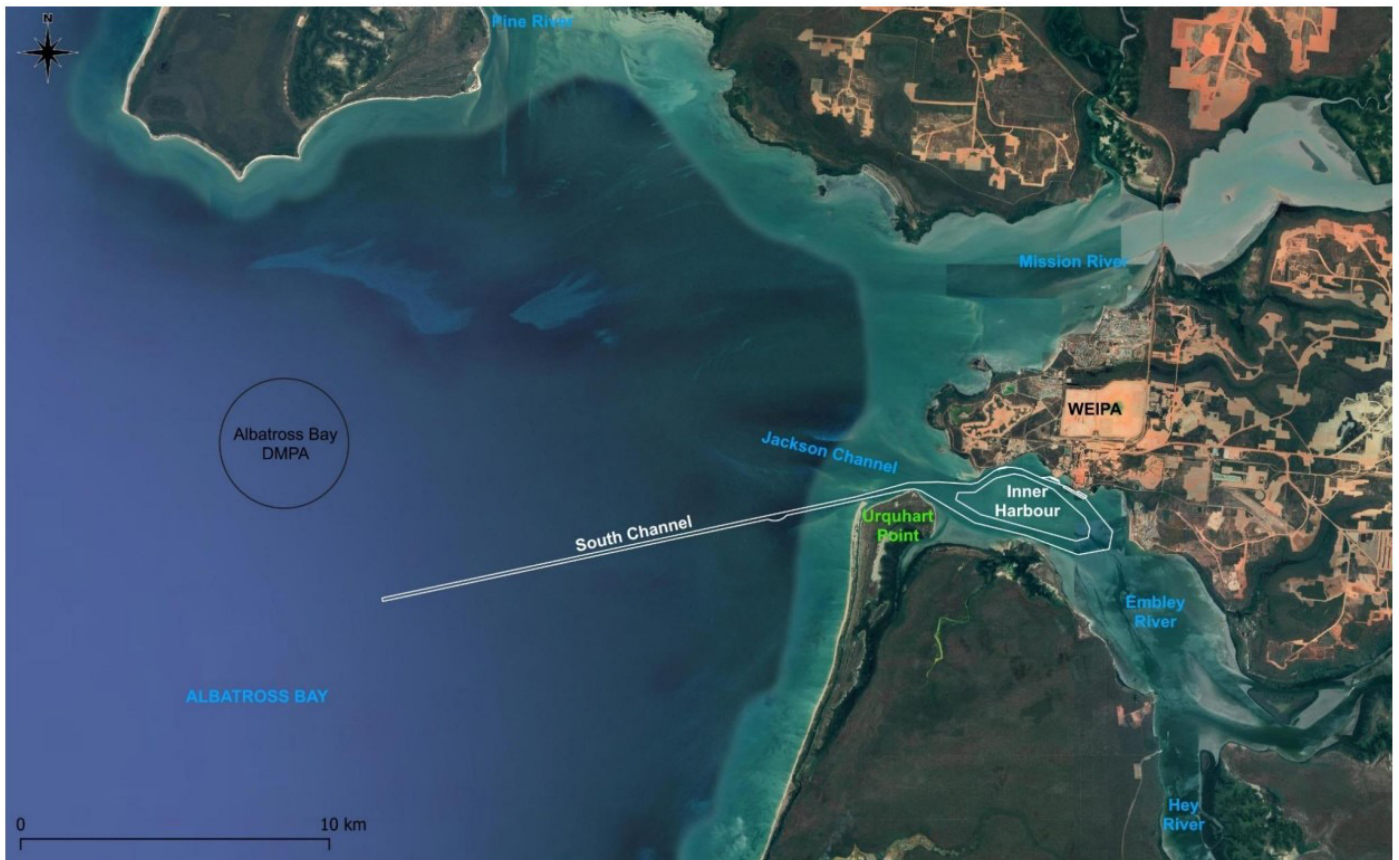 N
Pine River
Mission River
WEIPA
Albatross Bay
DMPA
Jackson Channel
Inner
Harbour
Urquhart
Point
South Channel
Embley
River
ALBATROSS BAY
Hey
River
0 10 km